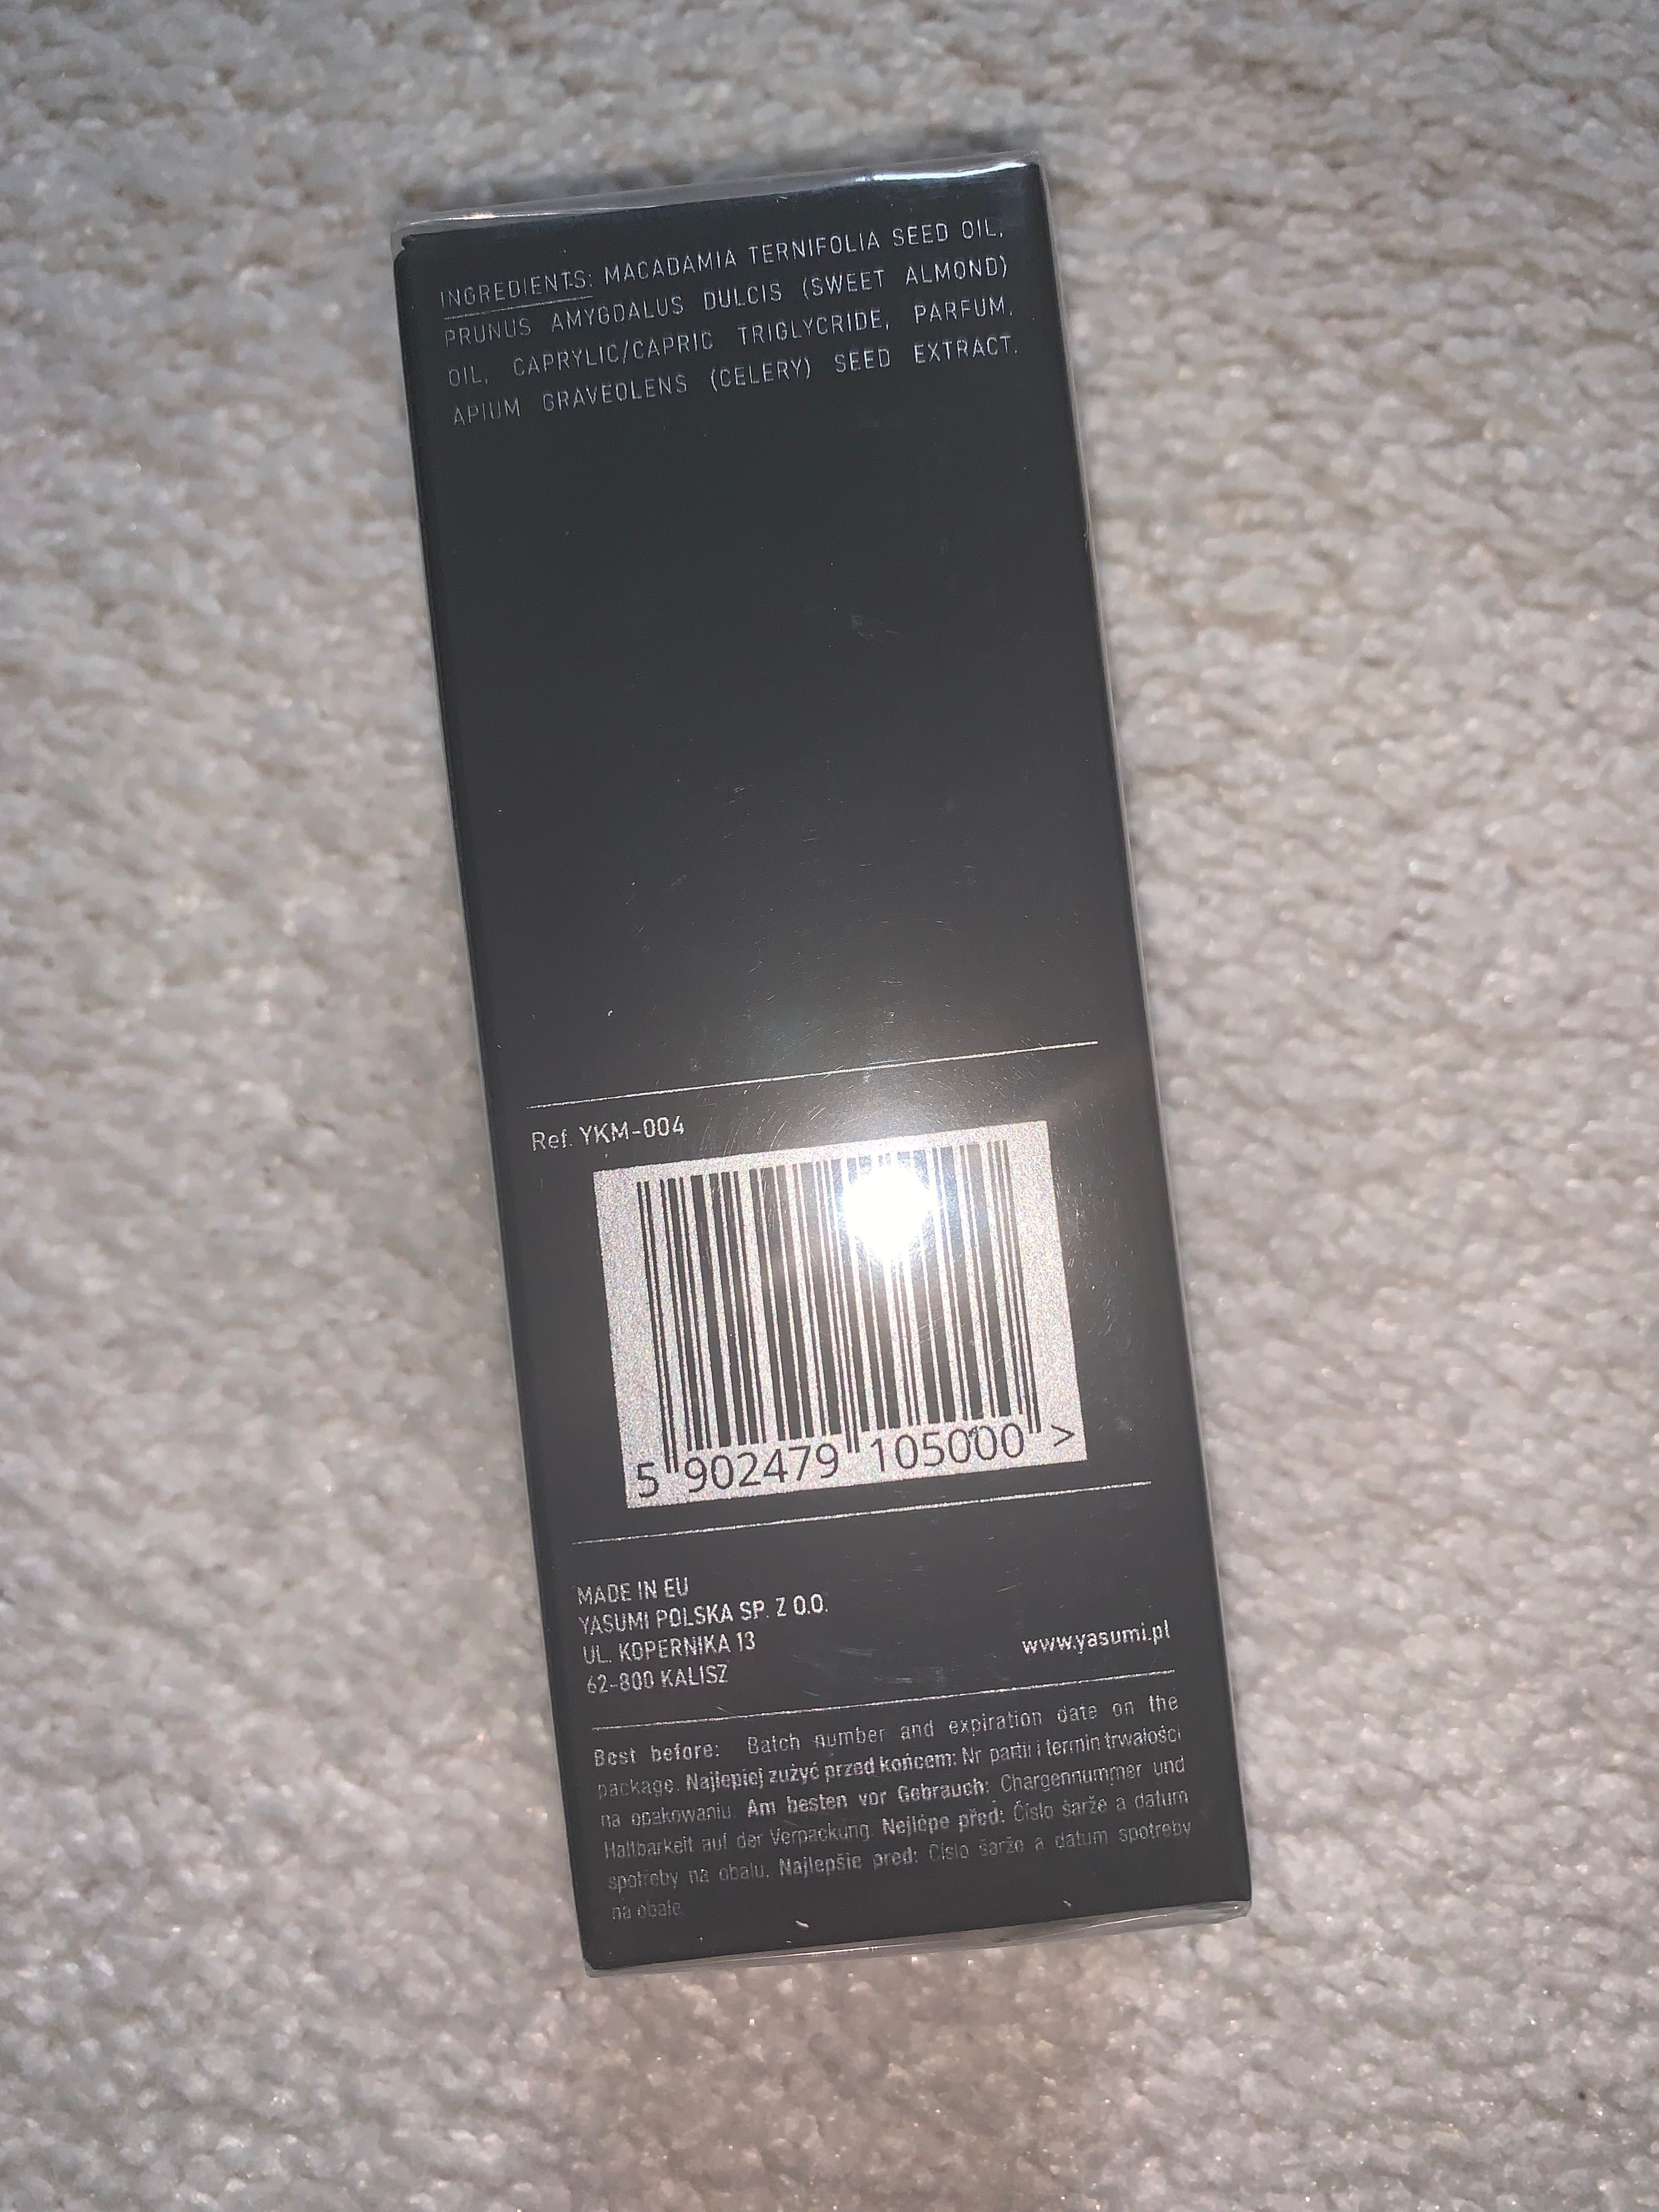 INGREDIENTS: MACADAMIA TERNIFOLIA SEED OIL,
PRUNUS AMYGDALUS DULCIS (SWEET ALMOND)
OIL, CAPRYLIC/CAPRIC TRIGLYCRIDE, PARFUM,
APIUM GRAVEOLENS (CELERY) SEED EXTRACT.
Ref. YKM-004
5 902479 105000 >
MADE IN EU
YASUMI POLSKA SP. Z O.O.
UL. KOPERNIKA 13
62-800 KALISZ
www.yasumi.pl
Best before: Batch number and expiration date on the
package. Najlepiej zużyć przed końcem: Nr partii i termin trwałości
na opakowaniu. Am besten vor Gebrauch: Chargennummer und
Haltbarkeit auf der Verpackung. Nejlépe před: Číslo šarže a datum
spotřeby na obalu. Najlepšie pred: Číslo šarže a dátum spotreby
na obale.